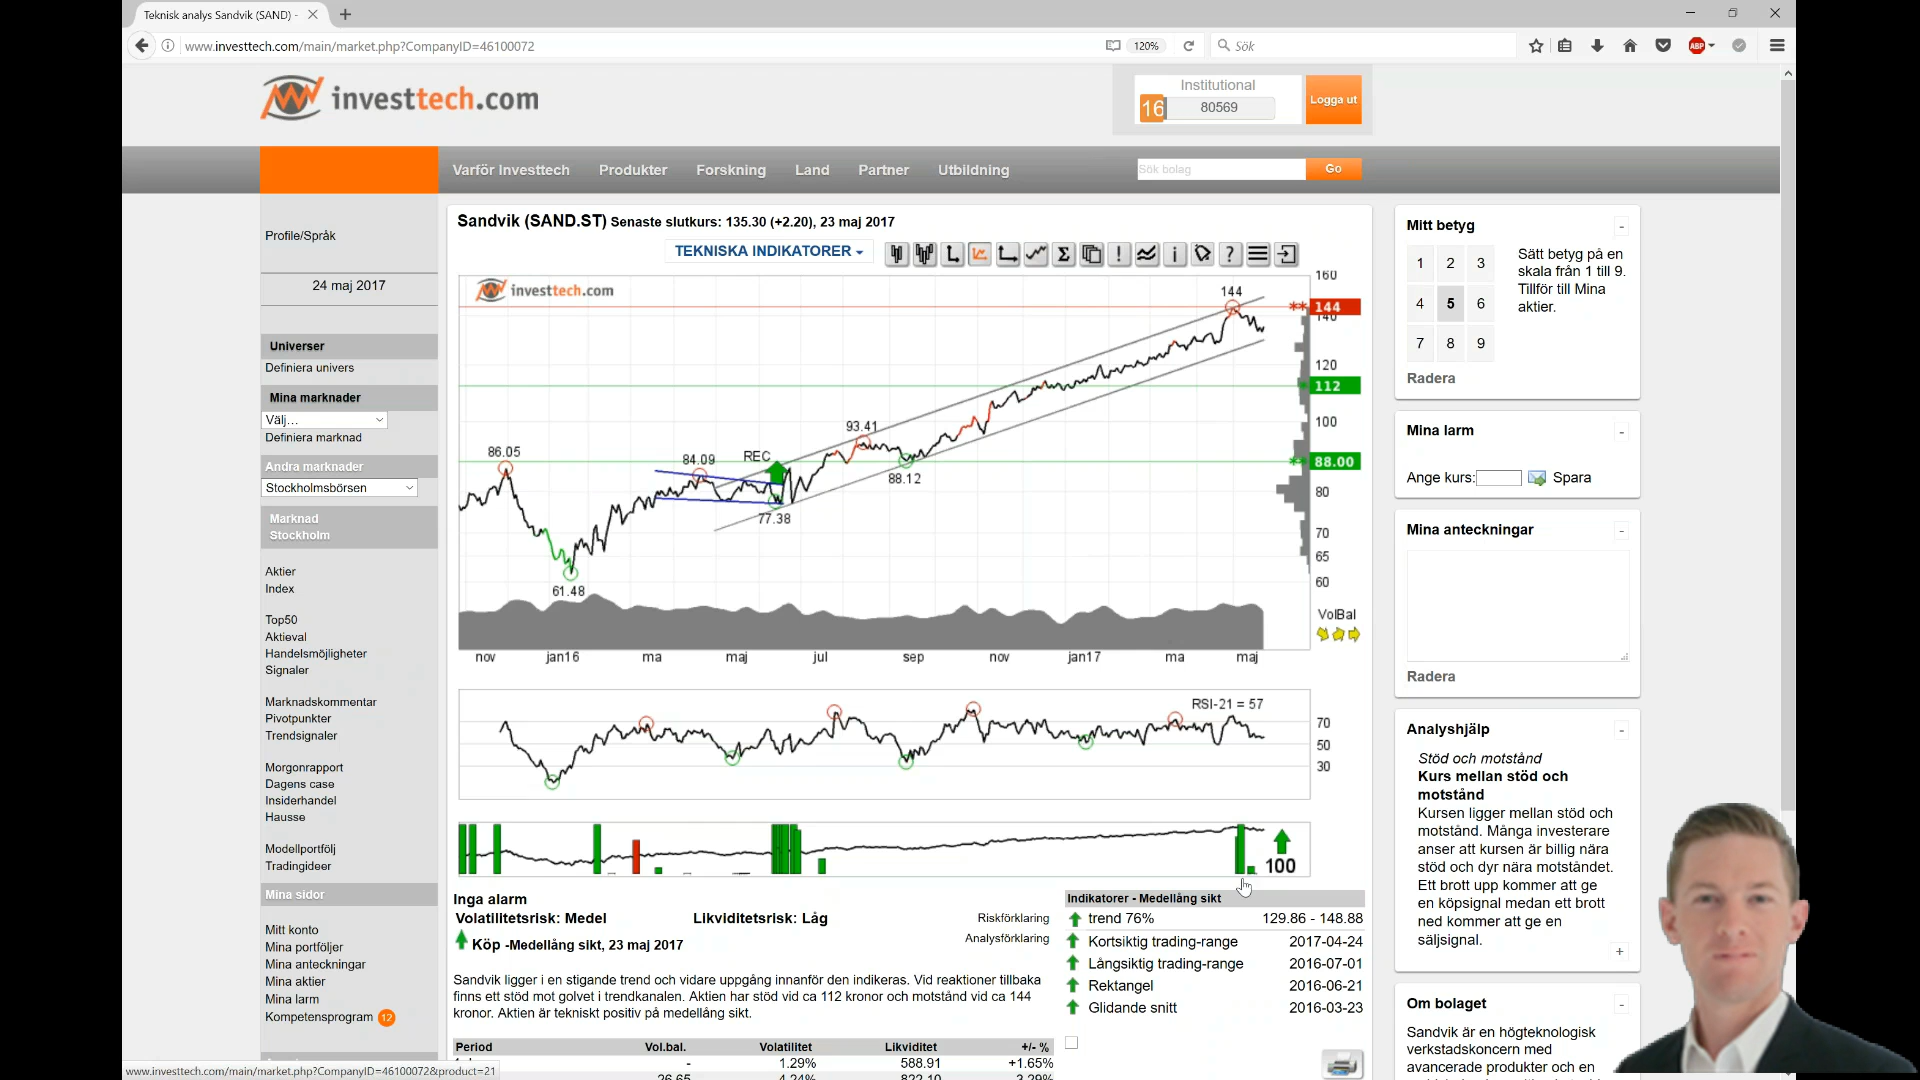 Teknisk analys Sandvik (SAND) -
www.investtech.com/main/market.php?CompanyID=46100072
120%
Sök
ABP
investtech.com
Institutional
16
80569
Logga ut
Varför Investtech
Produkter
Forskning
Land
Partner
Utbildning
Sök bolag
Go
Profile/Språk
24 maj 2017
Universer
Definiera univers
Mina marknader
Välj...
Definiera marknad
Andra marknader
Stockholmsbörsen
Marknad
Stockholm
Aktier
Index
Top50
Aktieval
Handelsmöjligheter
Signaler
Marknadskommentar
Pivotpunkter
Trendsignaler
Morgonrapport
Dagens case
Insiderhandel
Hausse
Modellportfölj
Tradingideer
Mina sidor
Mitt konto
Mina portföljer
Mina anteckningar
Mina aktier
Mina larm
Kompetensprogram 12
Sandvik (SAND.ST) Senaste slutkurs: 135.30 (+2.20), 23 maj 2017
TEKNISKA INDIKATORER
investtech.com
160
144
** 144
140
120
112
100
93.41
86.05
84.09
REC
** 88.00
88.12
80
77.38
70
65
61.48
60
VolBal
nov jan16 ma maj jul sep nov jan17 ma maj
RSI-21 = 57
70
50
30
100
Inga alarm
Volatilitetsrisk: Medel
Likviditetsrisk: Låg
Riskförklaring
Analysförklaring
Köp -Medellång sikt, 23 maj 2017
Sandvik ligger i en stigande trend och vidare uppgång innanför den indikeras. Vid reaktioner tillbaka
finns ett stöd mot golvet i trendkanalen. Aktien har stöd vid ca 112 kronor och motstånd vid ca 144
kronor. Aktien är tekniskt positiv på medellång sikt.
Indikatorer - Medellång sikt
trend 76% 129.86 - 148.88
Kortsiktig trading-range 2017-04-24
Långsiktig trading-range 2016-07-01
Rektangel 2016-06-21
Glidande snitt 2016-03-23
Period Vol.bal. Volatilitet Likviditet +/- %
- 1.29% 588.91 +1.65%
www.investtech.com/main/market.php?CompanyID=46100072&product=21
Mitt betyg
-
1 2 3
4 5 6
7 8 9
Sätt betyg på en
skala från 1 till 9.
Tillför till Mina
aktier.
Radera
Mina larm
-
Ange kurs:
Spara
Mina anteckningar
-
Radera
Analyshjälp
-
Stöd och motstånd
Kurs mellan stöd och
motstånd
Kursen ligger mellan stöd och
motstånd. Många investerare
anser att kursen är billig nära
stöd och dyr nära motståndet.
Ett brott upp kommer att ge
en köpsignal medan ett brott
ned kommer att ge en
säljsignal.
+
Om bolaget
-
Sandvik är en högteknologisk
verkstadskoncern med
avancerade produkter och en